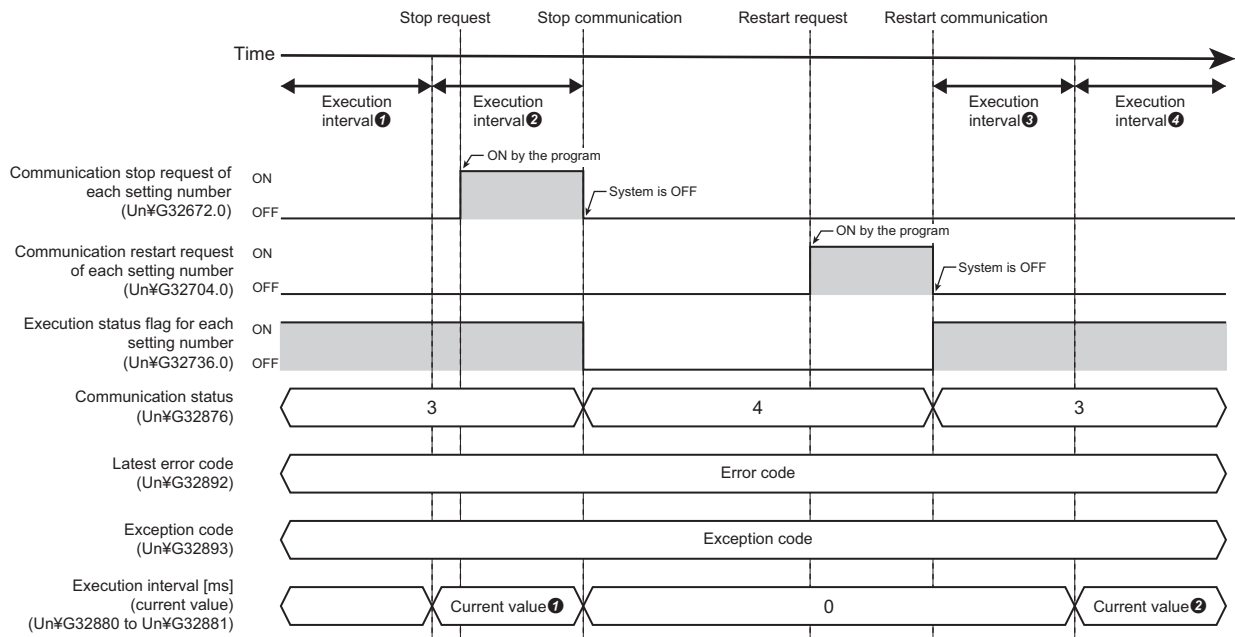 Stop request
Stop communication
Restart request
Restart communication
Time
Execution
interval❶
Execution
interval❷
Execution
interval❸
Execution
interval❹
Communication stop request of
each setting number
(Un¥G32672.0)
ON
OFF
ON by the program
System is OFF
Communication restart request
of each setting number
(Un¥G32704.0)
ON
OFF
ON by the program
System is OFF
Execution status flag for each
setting number
(Un¥G32736.0)
ON
OFF
Communication status
(Un¥G32876)
3
4
3
Latest error code
(Un¥G32892)
Error code
Exception code
(Un¥G32893)
Exception code
Execution interval [ms]
(current value)
(Un¥G32880 to Un¥G32881)
Current value❶
0
Current value❷